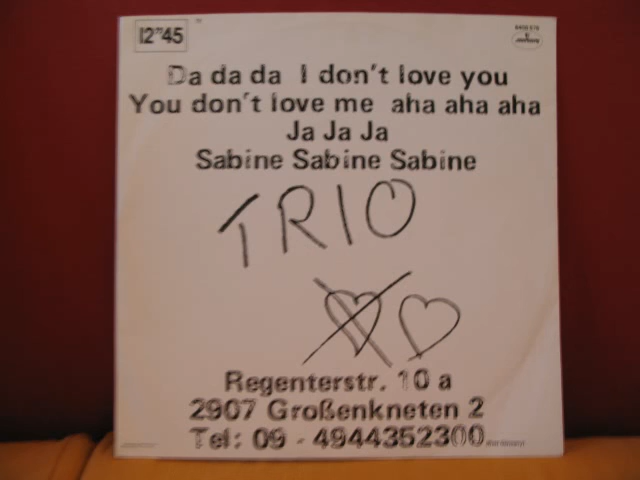 12"45
Da da da I don't love you
You don't love me aha aha aha
Ja Ja Ja
Sabine Sabine Sabine
TRIO
Regenterstr. 10 a
2907 Großenkneten 2
Tel: 09 - 4944352300